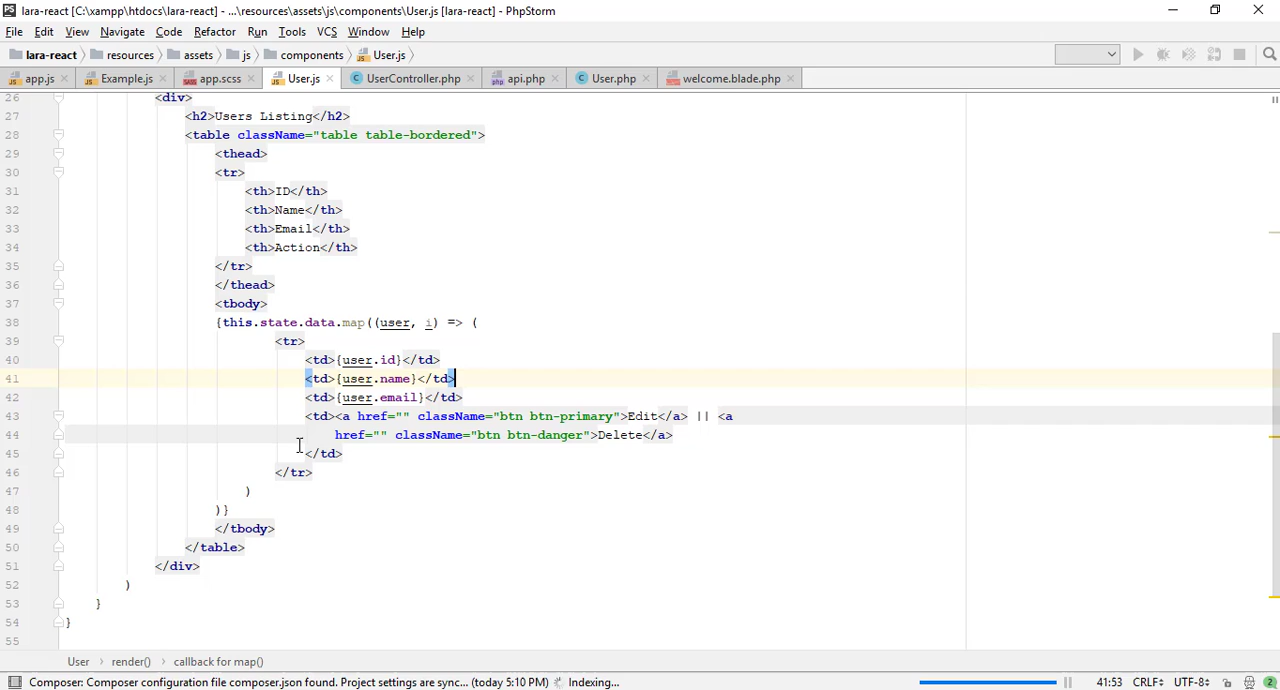 lara-react [C:\xampp\htdocs\lara-react] - ...\resources\assets\js\components\User.js [lara-react] - PhpStorm
File Edit View Navigate Code Refactor Run Tools VCS Window Help
lara-react resources assets js components User.js
app.js Example.js app.scss User.js UserController.php api.php User.php welcome.blade.php
26 <div>
27 <h2>Users Listing</h2>
28 <table className="table table-bordered">
29 <thead>
30 <tr>
31 <th>ID</th>
32 <th>Name</th>
33 <th>Email</th>
34 <th>Action</th>
35 </tr>
36 </thead>
37 <tbody>
38 {this.state.data.map((user, i) => (
39 <tr>
40 <td>{user.id}</td>
41 <td>{user.name}</td>
42 <td>{user.email}</td>
43 <td><a href="" className="btn btn-primary">Edit</a> || <a
44 href="" className="btn btn-danger">Delete</a>
45 </td>
46 </tr>
47 )
48 )}
49 </tbody>
50 </table>
51 </div>
52 )
53 }
54 }
55
User render() callback for map()
Composer: Composer configuration file composer.json found. Project settings are sync... (today 5:10 PM) Indexing... 41:53 CRLF UTF-8 2